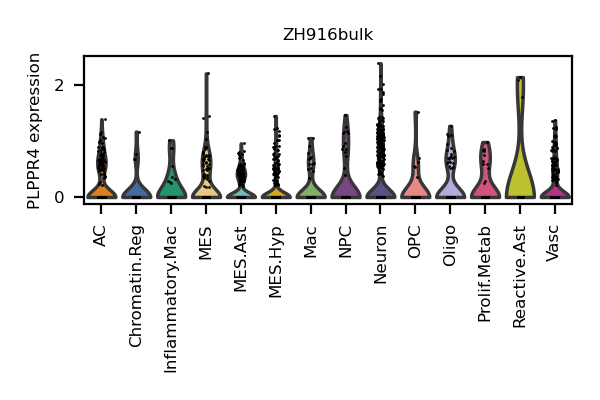 ZH916bulk
PLPPR4 expression
2
0
AC
Chromatin.Reg
Inflammatory.Mac
MES
MES.Ast
MES.Hyp
Mac
NPC
Neuron
OPC
Oligo
Prolif.Metab
Reactive.Ast
Vasc